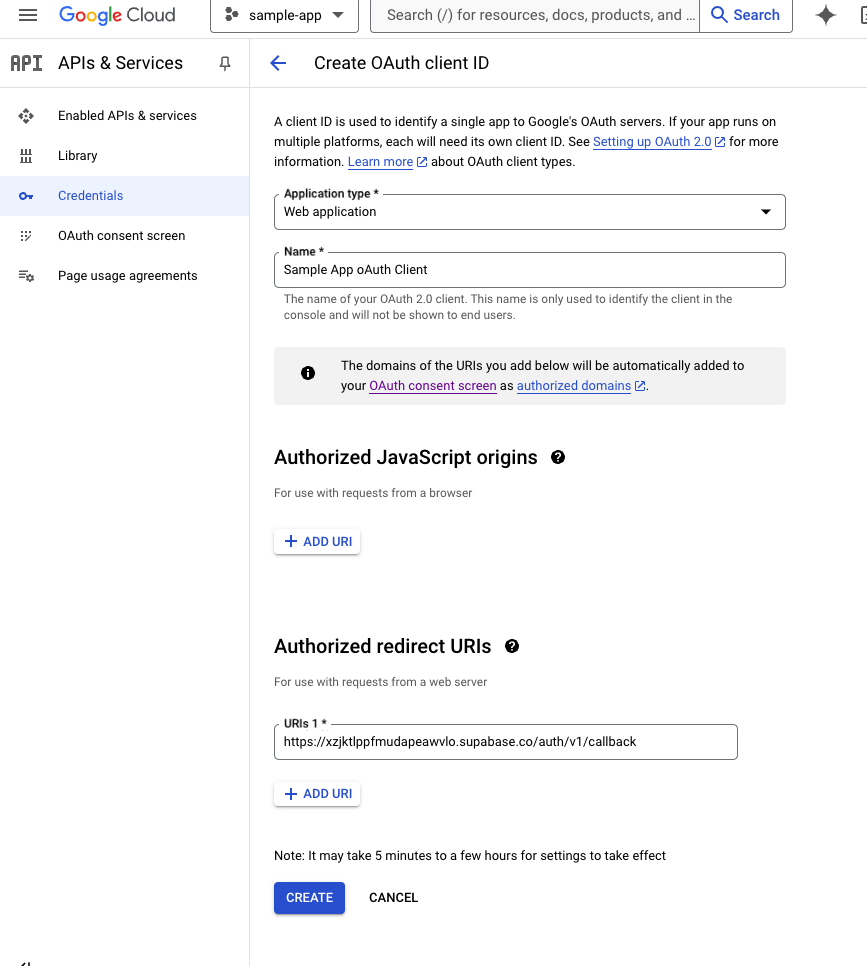 Google Cloud
sample-app
Search (/) for resources, docs, products, and ...
Search
API
APIs & Services
Create OAuth client ID
Enabled APIs & services
Library
Credentials
OAuth consent screen
Page usage agreements
A client ID is used to identify a single app to Google's OAuth servers. If your app runs on
multiple platforms, each will need its own client ID. See Setting up OAuth 2.0 for more
information. Learn more about OAuth client types.
Application type *
Web application
Name *
Sample App oAuth Client
The name of your OAuth 2.0 client. This name is only used to identify the client in the
console and will not be shown to end users.
The domains of the URIs you add below will be automatically added to
your OAuth consent screen as authorized domains.
Authorized JavaScript origins
For use with requests from a browser
+ ADD URI
Authorized redirect URIs
For use with requests from a web server
URIs 1 *
https://xzjktlppfmudapeawvlo.supabase.co/auth/v1/callback
+ ADD URI
Note: It may take 5 minutes to a few hours for settings to take effect
CREATE
CANCEL